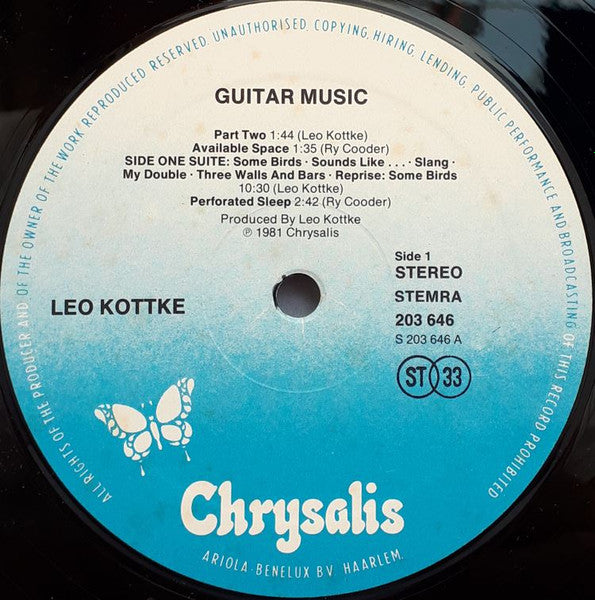 ALL RIGHTS OF THE PRODUCER AND OF THE OWNER OF THE WORK REPRODUCED RESERVED. UNAUTHORISED. COPYING, HIRING, LENDING, PUBLIC PERFORMANCE AND BROADCASTING OF THIS RECORD PROHIBITED
GUITAR MUSIC
Part Two 1:44 (Leo Kottke)
Available Space 1:35 (Ry Cooder)
SIDE ONE SUITE: Some Birds · Sounds Like . . . · Slang ·
My Double · Three Walls And Bars · Reprise: Some Birds
10:30 (Leo Kottke)
Perforated Sleep 2:42 (Ry Cooder)
Produced By Leo Kottke
℗ 1981 Chrysalis
Side 1
STEREO
LEO KOTTKE
STEMRA
203 646
S 203 646 A
ST 33
Chrysalis
ARIOLA-BENELUX B.V. HAARLEM.